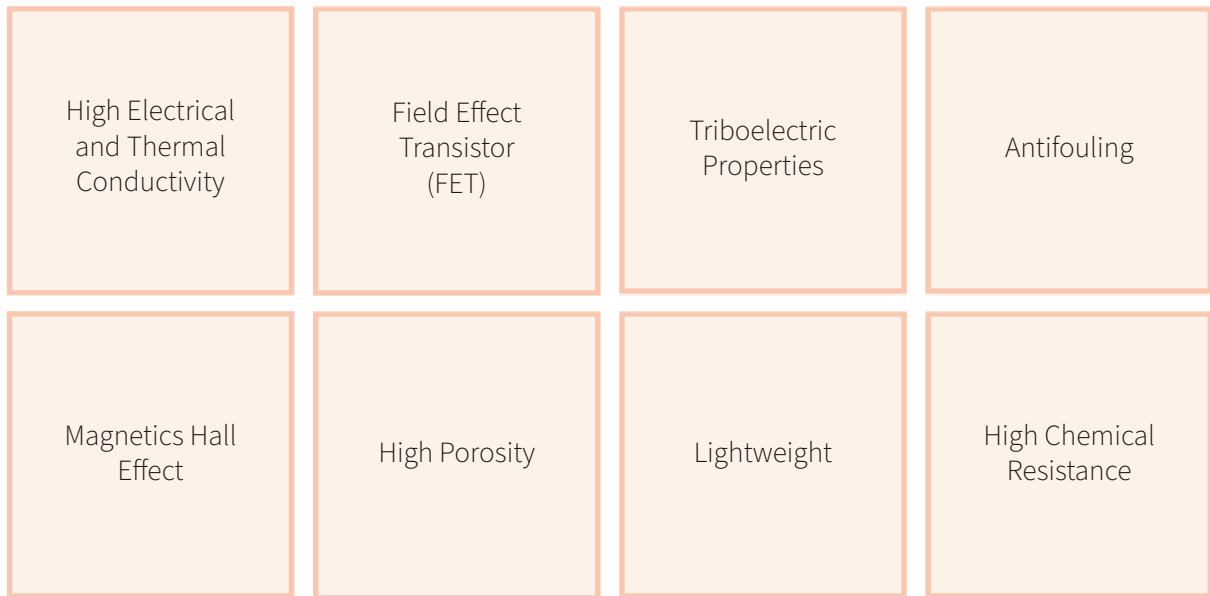 High Electrical
and Thermal
Conductivity
Field Effect
Transistor
(FET)
Triboelectric
Properties
Antifouling
Magnetics Hall
Effect
High Porosity
Lightweight
High Chemical
Resistance